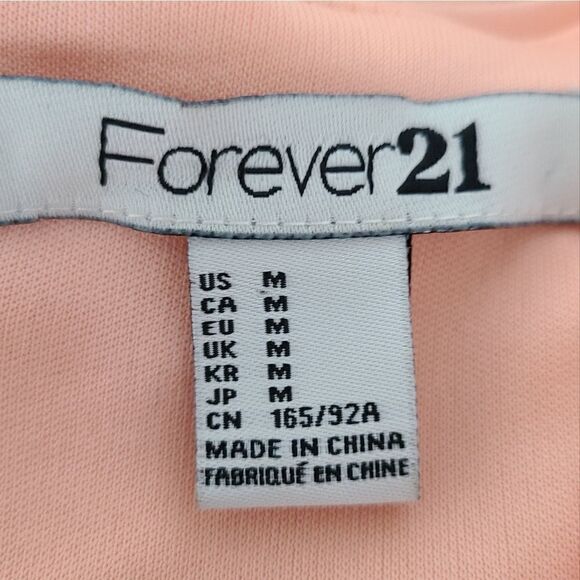 Forever21
US M
CA M
EU M
UK M
KR M
JP M
CN 165/92A
MADE IN CHINA
FABRIQUÉ EN CHINE